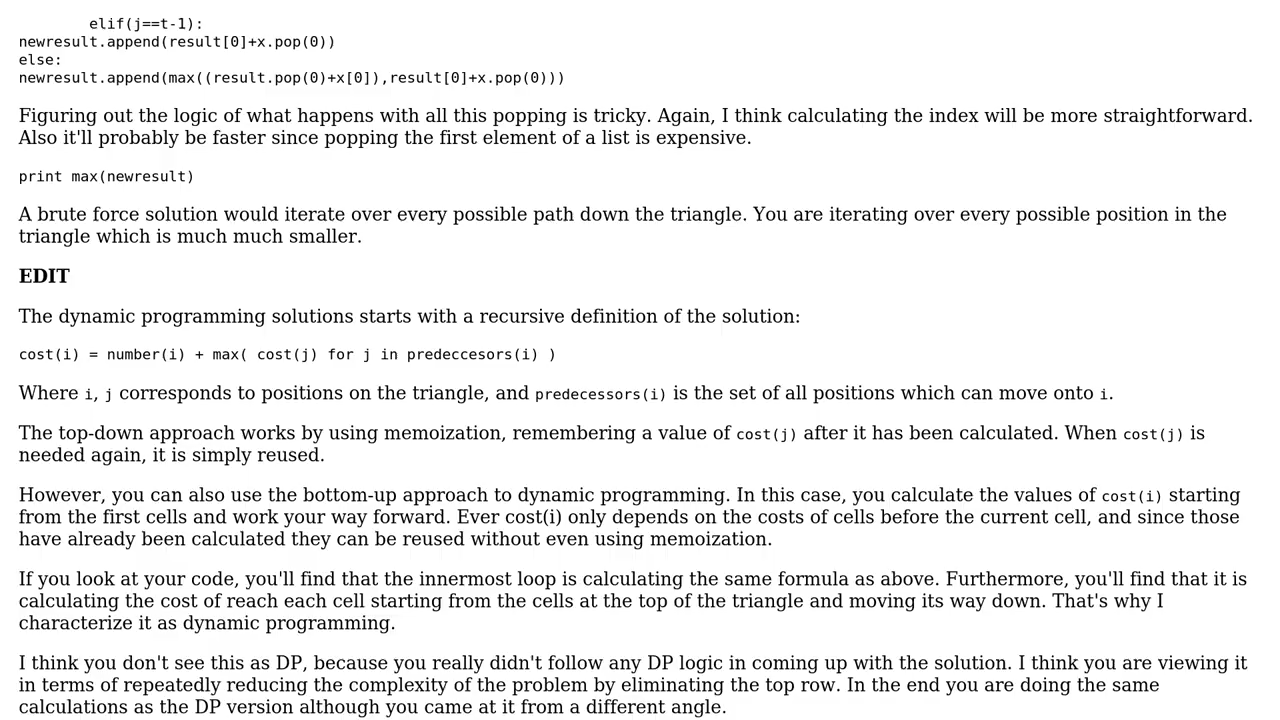 elif(j==t-1):
newresult.append(result[0]+x.pop(0))
else:
newresult.append(max((result.pop(0)+x[0]),result[0]+x.pop(0)))
Figuring out the logic of what happens with all this popping is tricky. Again, I think calculating the index will be more straightforward.
Also it'll probably be faster since popping the first element of a list is expensive.
print max(newresult)
A brute force solution would iterate over every possible path down the triangle. You are iterating over every possible position in the
triangle which is much much smaller.
EDIT
The dynamic programming solutions starts with a recursive definition of the solution:
cost(i) = number(i) + max( cost(j) for j in predeccesors(i) )
Where i, j corresponds to positions on the triangle, and predecessors(i) is the set of all positions which can move onto i.
The top-down approach works by using memoization, remembering a value of cost(j) after it has been calculated. When cost(j) is
needed again, it is simply reused.
However, you can also use the bottom-up approach to dynamic programming. In this case, you calculate the values of cost(i) starting
from the first cells and work your way forward. Ever cost(i) only depends on the costs of cells before the current cell, and since those
have already been calculated they can be reused without even using memoization.
If you look at your code, you'll find that the innermost loop is calculating the same formula as above. Furthermore, you'll find that it is
calculating the cost of reach each cell starting from the cells at the top of the triangle and moving its way down. That's why I
characterize it as dynamic programming.
I think you don't see this as DP, because you really didn't follow any DP logic in coming up with the solution. I think you are viewing it
in terms of repeatedly reducing the complexity of the problem by eliminating the top row. In the end you are doing the same
calculations as the DP version although you came at it from a different angle.